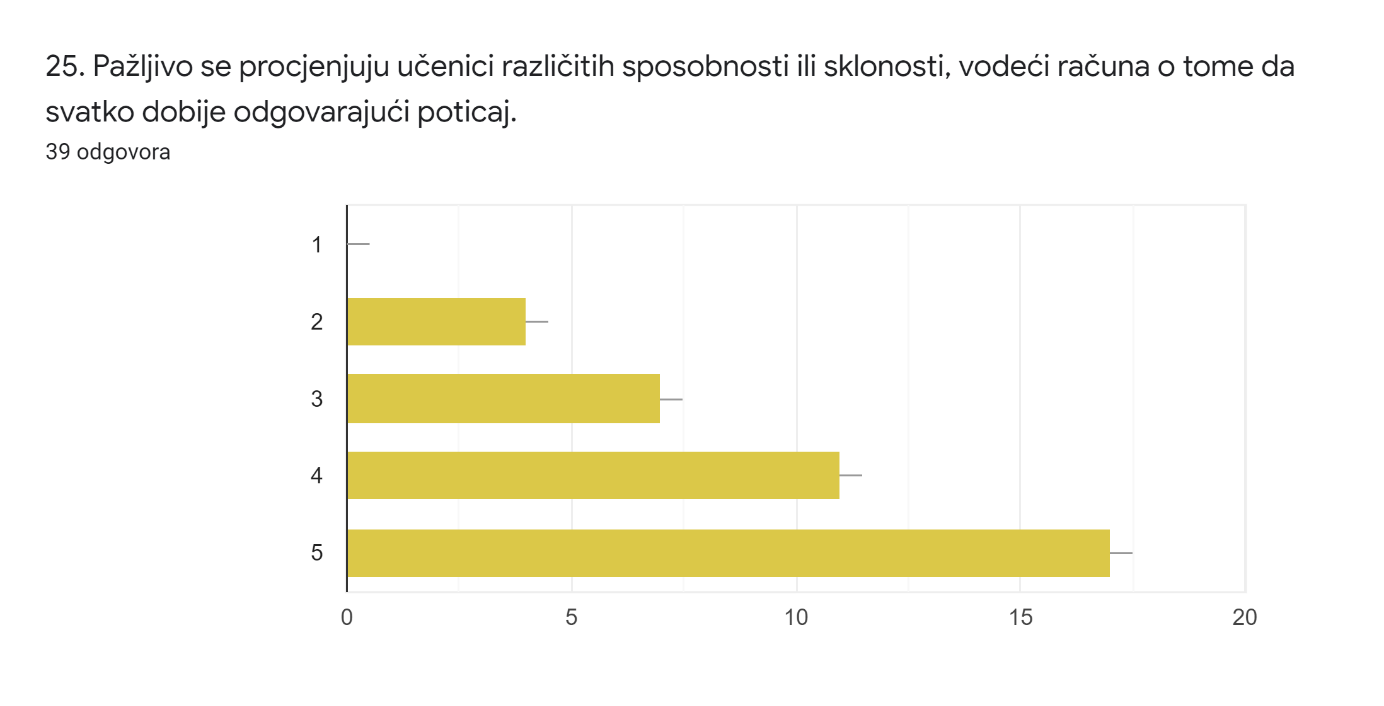 25. Pažljivo se procjenjuju učenici različitih sposobnosti ili sklonosti, vodeći računa o tome da
svatko dobije odgovarajući poticaj.
39 odgovora
1
2
3
4
5
0 5 10 15 20